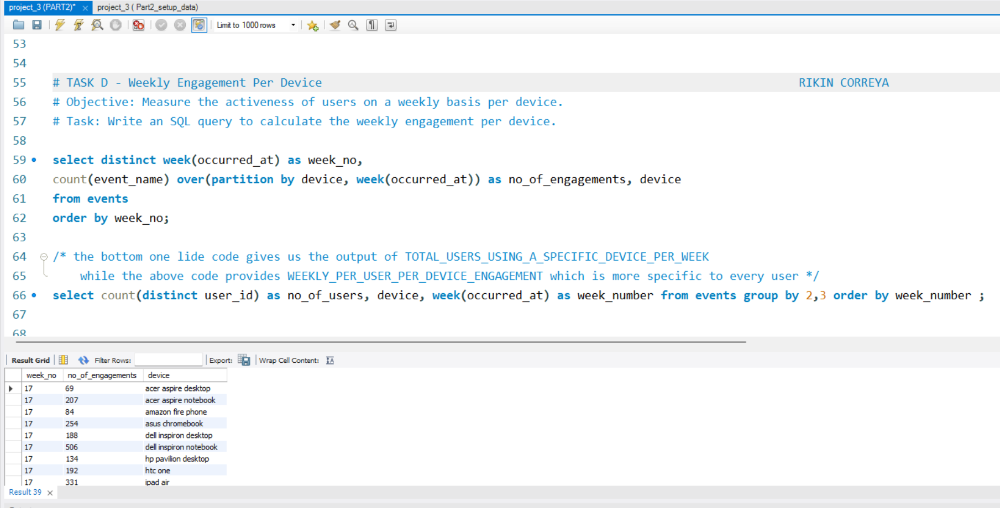 project_3 (PART2)* × project_3 ( Part2_setup_data)
Limit to 1000 rows
53
54
55 # TASK D - Weekly Engagement Per Device RIKIN CORREYA
56 # Objective: Measure the activeness of users on a weekly basis per device.
57 # Task: Write an SQL query to calculate the weekly engagement per device.
58
59 select distinct week(occurred_at) as week_no,
60 count(event_name) over(partition by device, week(occurred_at)) as no_of_engagements, device
61 from events
62 order by week_no;
63
64 /* the bottom one lide code gives us the output of TOTAL_USERS_USING_A_SPECIFIC_DEVICE_PER_WEEK
65 while the above code provides WEEKLY_PER_USER_PER_DEVICE_ENGAGEMENT which is more specific to every user */
66 select count(distinct user_id) as no_of_users, device, week(occurred_at) as week_number from events group by 2,3 order by week_number ;
67
68
Result Grid Filter Rows: Export: Wrap Cell Content:
week_no no_of_engagements device
17 69 acer aspire desktop
17 207 acer aspire notebook
17 84 amazon fire phone
17 254 asus chromebook
17 188 dell inspiron desktop
17 506 dell inspiron notebook
17 134 hp pavilion desktop
17 192 htc one
17 331 ipad air
Result 39 ×